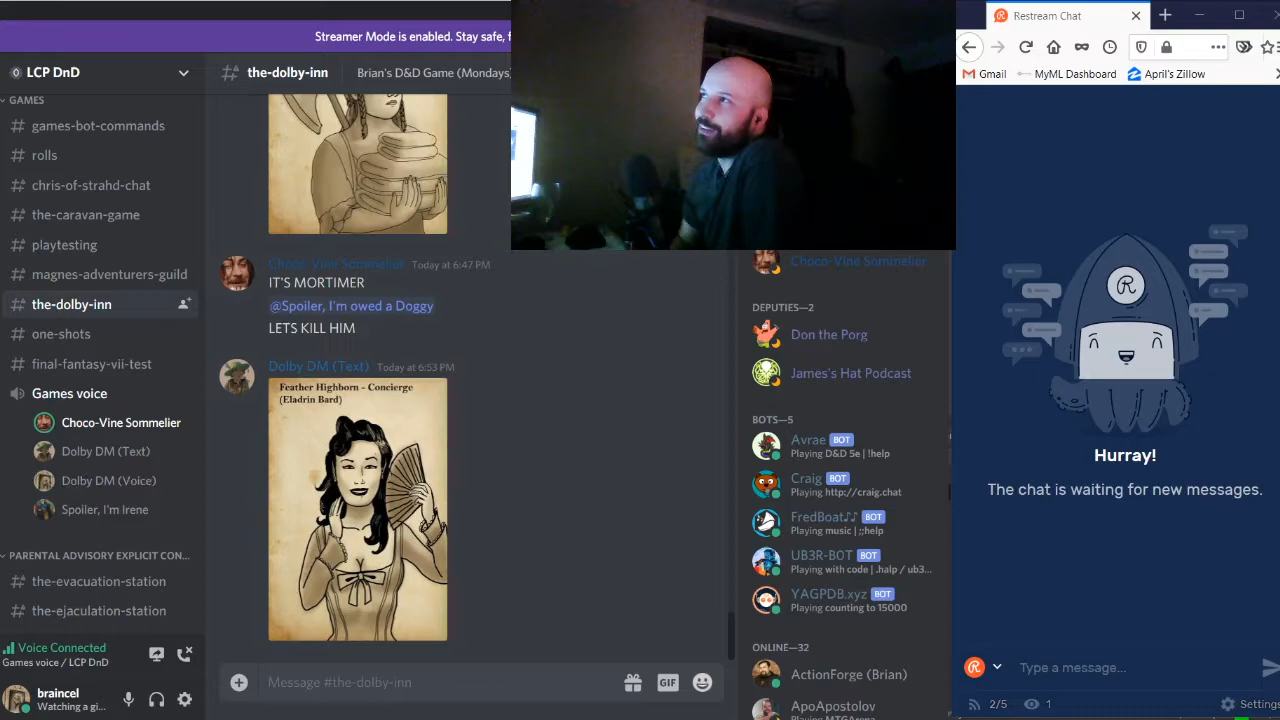 Streamer Mode is enabled. Stay safe, f
LCP DnD
GAMES
games-bot-commands
rolls
chris-of-strahd-chat
the-caravan-game
playtesting
magnes-adventurers-guild
the-dolby-inn
one-shots
final-fantasy-vii-test
Games voice
Choco-Vine Sommelier
Dolby DM (Text)
Dolby DM (Voice)
Spoiler, I'm Irene
PARENTAL ADVISORY EXPLICIT CON...
the-evacuation-station
the-ejaculation-station
Voice Connected
Games voice / LCP DnD
braincel
Watching a gi...
the-dolby-inn
Brian's D&D Game (Mondays)
Choco-Vine Sommelier Today at 6:47 PM
IT'S MORTIMER
@Spoiler, I'm owed a Doggy
LETS KILL HIM
Dolby DM (Text) Today at 6:53 PM
Feather Highborn - Concierge
(Eladrin Bard)
Message #the-dolby-inn
GIF
Choco-Vine Sommelier
DEPUTIES—2
Don the Porg
James's Hat Podcast
BOTS—5
Avrae BOT
Playing D&D 5e | !help
Craig BOT
Playing http://craig.chat
FredBoat♪♪ BOT
Playing music | ;;help
UB3R-BOT BOT
Playing with code | .halp / ub3...
YAGPDB.xyz BOT
Playing counting to 15000
ONLINE—32
ActionForge (Brian)
ApoApostolov
Playing MTGArena
Restream Chat
Gmail
MyML Dashboard
April's Zillow
Hurray!
The chat is waiting for new messages.
Type a message...
2/5
1
Settings